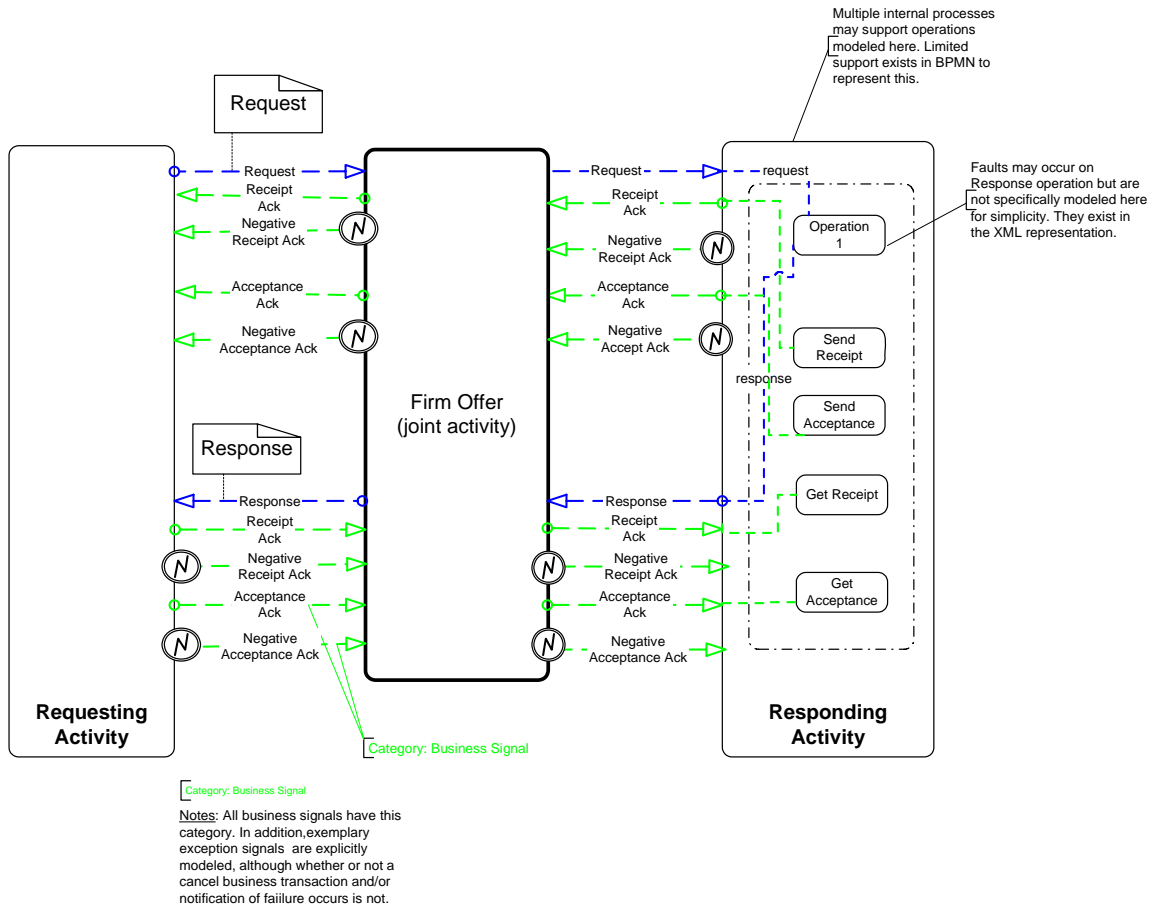 Multiple internal processes
may support operations
modeled here. Limited
support exists in BPMN to
represent this.
Request
Faults may occur on
Response operation but are
not specifically modeled here
for simplicity. They exist in
the XML representation.
Request
Receipt
Ack
Negative
Receipt Ack
Acceptance
Ack
Negative
Acceptance Ack
Response
Response
Receipt
Ack
Negative
Receipt Ack
Acceptance
Ack
Negative
Acceptance Ack
Firm Offer
(joint activity)
Request
Receipt
Ack
Negative
Receipt Ack
Acceptance
Ack
Negative
Accept Ack
Response
Receipt
Ack
Negative
Receipt Ack
Acceptance
Ack
Negative
Acceptance Ack
request
Operation
1
Send
Receipt
response
Send
Acceptance
Get Receipt
Get
Acceptance
Requesting
Activity
Responding
Activity
Category: Business Signal
Category: Business Signal
Notes: All business signals have this
category. In addition,exemplary
exception signals are explicitly
modeled, although whether or not a
cancel business transaction and/or
notification of faiilure occurs is not.